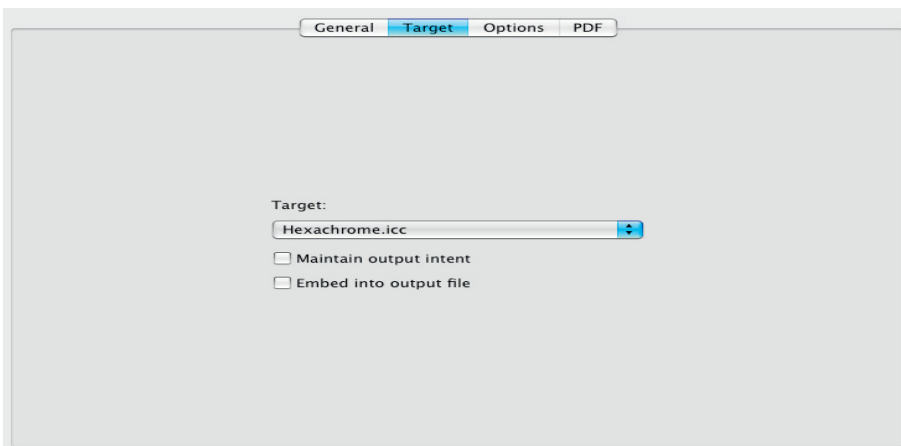 General Target Options PDF
Target:
Hexachrome.icc
Maintain output intent
Embed into output file